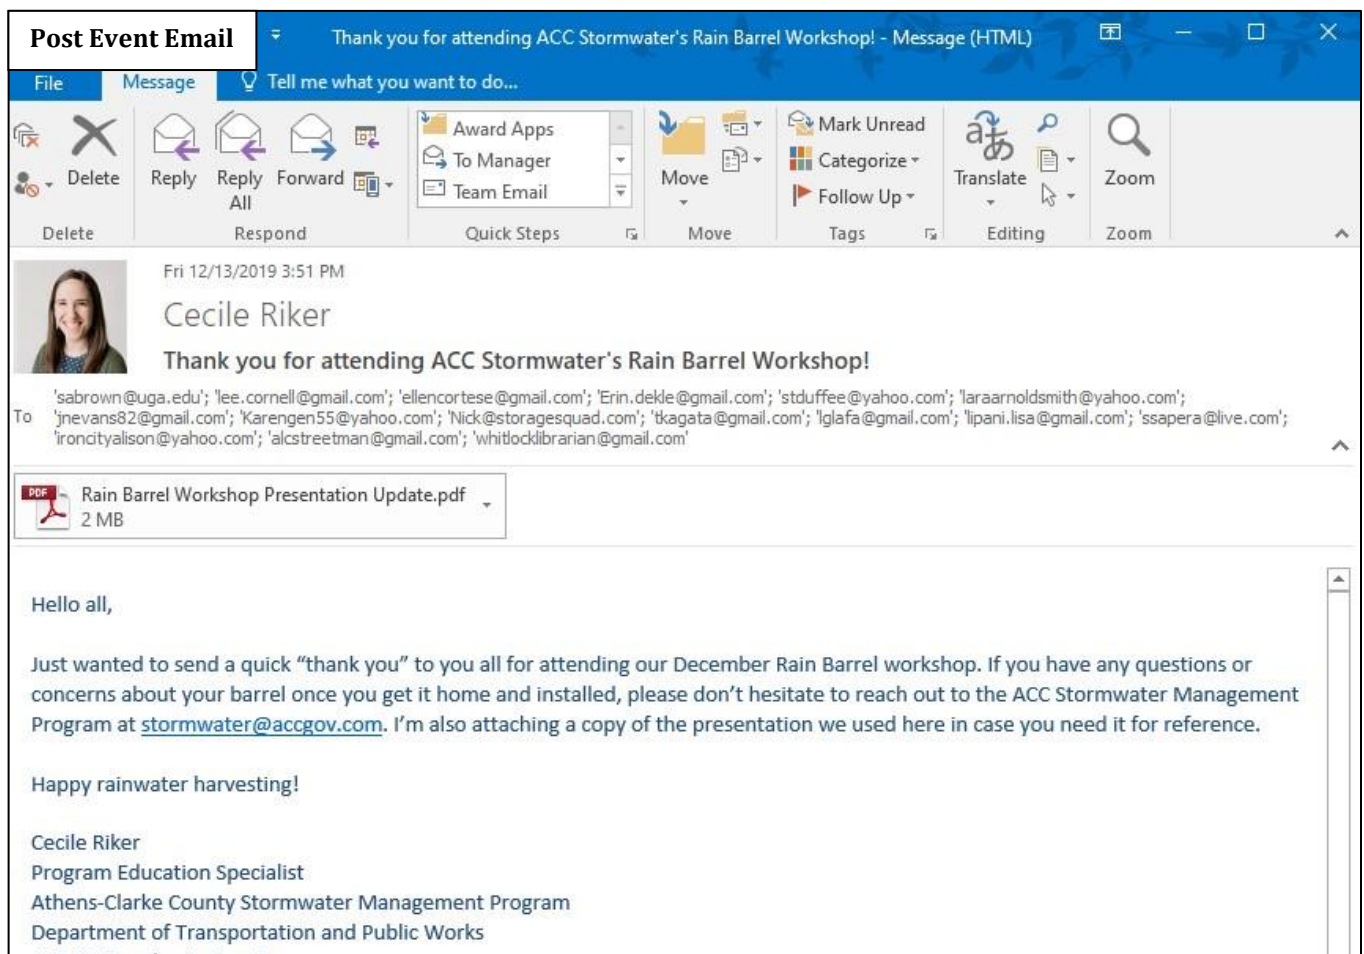 Post Event Email
Thank you for attending ACC Stormwater's Rain Barrel Workshop! - Message (HTML)
File Message Tell me what you want to do...
Delete
Reply
Reply All
Forward
Award Apps
To Manager
Team Email
Move
Mark Unread
Categorize
Follow Up
Translate
Zoom
Delete Respond Quick Steps Move Tags Editing Zoom
Fri 12/13/2019 3:51 PM
Cecile Riker
Thank you for attending ACC Stormwater's Rain Barrel Workshop!
To
'sabrown@uga.edu'; 'lee.cornell@gmail.com'; 'ellencortese@gmail.com'; 'Erin.dekle@gmail.com'; 'stduffee@yahoo.com'; 'laraarnoldsmith@yahoo.com';
'jnevans82@gmail.com'; 'Karengen55@yahoo.com'; 'Nick@storagesquad.com'; 'tkagata@gmail.com'; 'lglafa@gmail.com'; 'lipani.lisa@gmail.com'; 'ssapera@live.com';
'ironcityalison@yahoo.com'; 'alcstreetman@gmail.com'; 'whitlocklibrarian@gmail.com'
PDF
Rain Barrel Workshop Presentation Update.pdf
2 MB
Hello all,
Just wanted to send a quick “thank you” to you all for attending our December Rain Barrel workshop. If you have any questions or
concerns about your barrel once you get it home and installed, please don’t hesitate to reach out to the ACC Stormwater Management
Program at stormwater@accgov.com. I’m also attaching a copy of the presentation we used here in case you need it for reference.
Happy rainwater harvesting!
Cecile Riker
Program Education Specialist
Athens-Clarke County Stormwater Management Program
Department of Transportation and Public Works